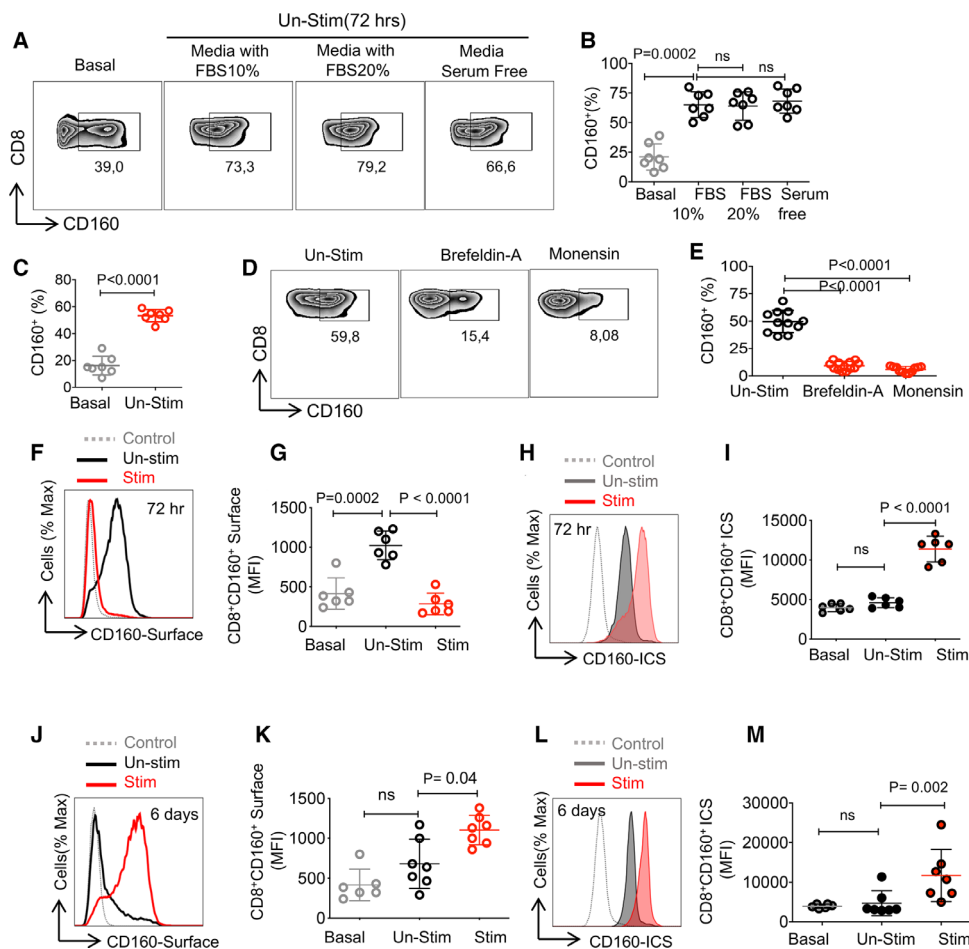 A
Un-Stim(72 hrs)
Basal
Media with
FBS10%
Media with
FBS20%
Media
Serum Free
CD8
39,0
73,3
79,2
66,6
CD160
B
P=0.0002
ns
ns
CD160+(%)
100
75
50
25
0
Basal
FBS
10%
FBS
20%
Serum
free
C
P<0.0001
CD160+ (%)
80
60
40
20
0
Basal
Un-Stim
D
Un-Stim
Brefeldin-A
Monensin
CD8
59,8
15,4
8,08
CD160
E
P<0.0001
P<0.0001
CD160+(%)
100
75
50
25
0
Un-Stim
Brefeldin-A
Monensin
F
Control
Un-stim
Stim
72 hr
Cells (% Max)
CD160-Surface
G
P=0.0002
P < 0.0001
CD8+CD160+ Surface
(MFI)
1500
1000
500
0
Basal
Un-Stim
Stim
H
Control
Un-stim
Stim
72 hr
Cells (% Max)
CD160-ICS
I
P < 0.0001
ns
CD8+CD160+ ICS
(MFI)
15000
10000
5000
0
Basal
Un-Stim
Stim
J
Control
Un-stim
Stim
6 days
Cells(% Max)
CD160-Surface
K
ns
P= 0.04
CD8+CD160+ Surface
(MFI)
1500
1000
500
0
Basal
Un-Stim
Stim
L
Control
Un-stim
Stim
6 days
Cells (% Max)
CD160-ICS
M
P= 0.002
ns
CD8+CD160+ ICS
(MFI)
30000
20000
10000
0
Basal
Un-Stim
Stim